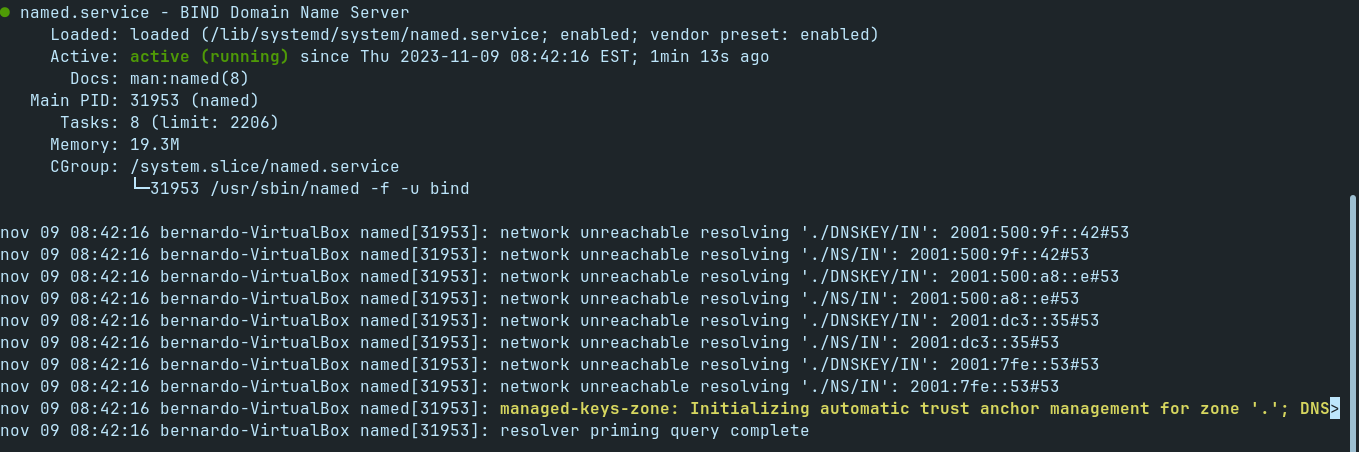 ● named.service - BIND Domain Name Server
Loaded: loaded (/lib/systemd/system/named.service; enabled; vendor preset: enabled)
Active: active (running) since Thu 2023-11-09 08:42:16 EST; 1min 13s ago
Docs: man:named(8)
Main PID: 31953 (named)
Tasks: 8 (limit: 2206)
Memory: 19.3M
CGroup: /system.slice/named.service
└─31953 /usr/sbin/named -f -u bind
nov 09 08:42:16 bernardo-VirtualBox named[31953]: network unreachable resolving './DNSKEY/IN': 2001:500:9f::42#53
nov 09 08:42:16 bernardo-VirtualBox named[31953]: network unreachable resolving './NS/IN': 2001:500:9f::42#53
nov 09 08:42:16 bernardo-VirtualBox named[31953]: network unreachable resolving './DNSKEY/IN': 2001:500:a8::e#53
nov 09 08:42:16 bernardo-VirtualBox named[31953]: network unreachable resolving './NS/IN': 2001:500:a8::e#53
nov 09 08:42:16 bernardo-VirtualBox named[31953]: network unreachable resolving './DNSKEY/IN': 2001:dc3::35#53
nov 09 08:42:16 bernardo-VirtualBox named[31953]: network unreachable resolving './NS/IN': 2001:dc3::35#53
nov 09 08:42:16 bernardo-VirtualBox named[31953]: network unreachable resolving './DNSKEY/IN': 2001:7fe::53#53
nov 09 08:42:16 bernardo-VirtualBox named[31953]: network unreachable resolving './NS/IN': 2001:7fe::53#53
nov 09 08:42:16 bernardo-VirtualBox named[31953]: managed-keys-zone: Initializing automatic trust anchor management for zone '.'; DNS>
nov 09 08:42:16 bernardo-VirtualBox named[31953]: resolver priming query complete